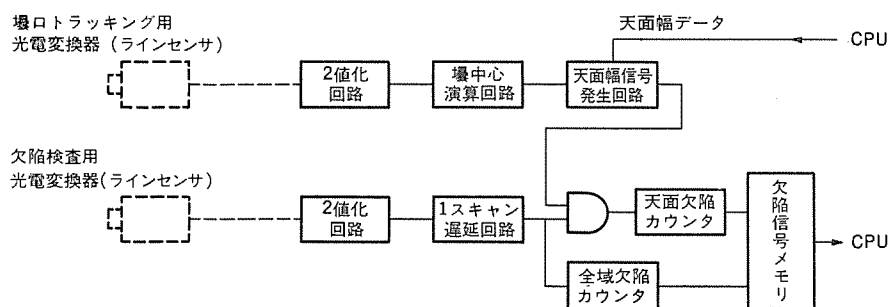 壜口トラッキング用
光電変換器(ラインセンサ)
天面幅データ
CPU
2値化
回路
壜中心
演算回路
天面幅信号
発生回路
欠陥検査用
光電変換器(ラインセンサ)
2値化
回路
1スキャン
遅延回路
天面欠陥
カウンタ
全域欠陥
カウンタ
欠陥信号メモリ
CPU